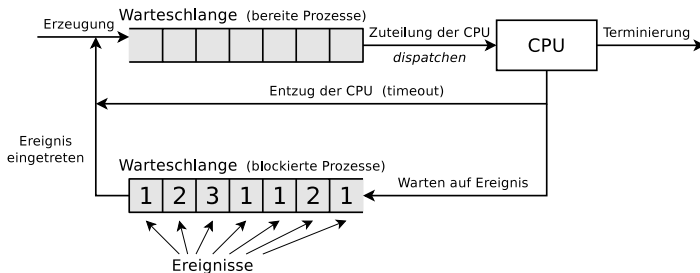 Erzeugung
Warteschlange (bereite Prozesse)
Zuteilung der CPU
dispatchen
CPU
Terminierung
Entzug der CPU (timeout)
Ereignis
eingetreten
Warteschlange (blockierte Prozesse)
1 2 3 1 1 2 1
Warten auf Ereignis
Ereignisse